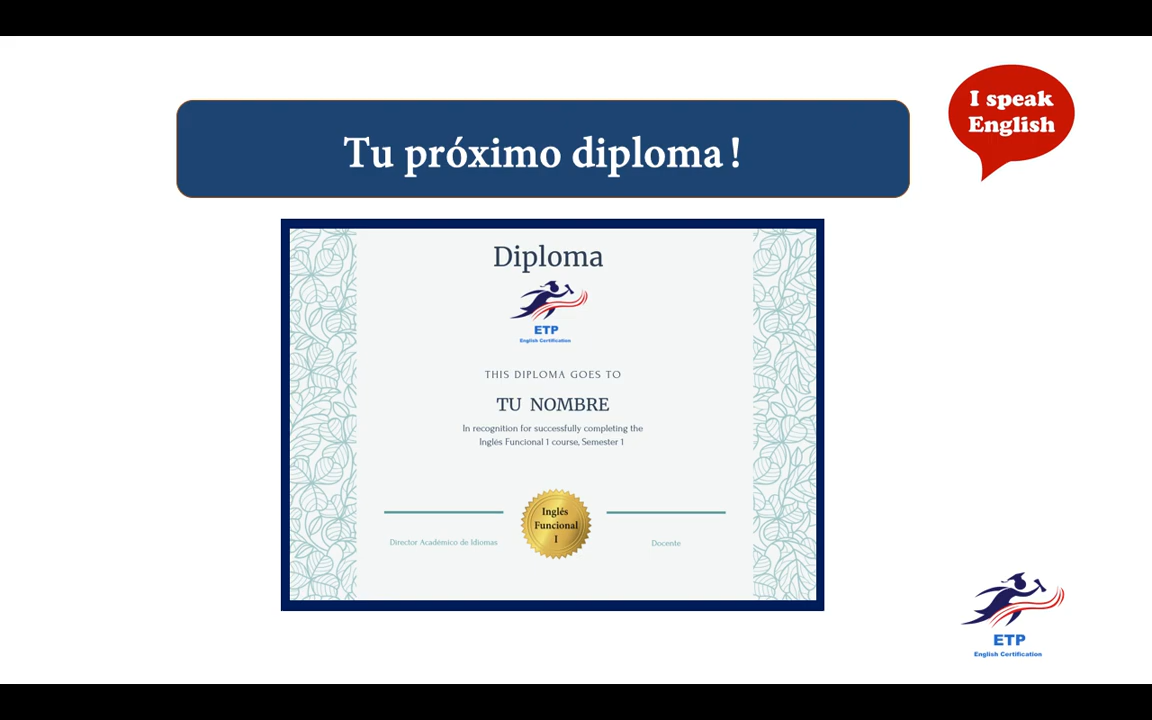 I speak
English
Tu próximo diploma!
Diploma
ETP
English Certification
THIS DIPLOMA GOES TO
TU NOMBRE
In recognition for successfully completing the
Inglés Funcional 1 course, Semester 1
Inglés
Funcional
I
Director Académico de Idiomas
Docente
ETP
English Certification